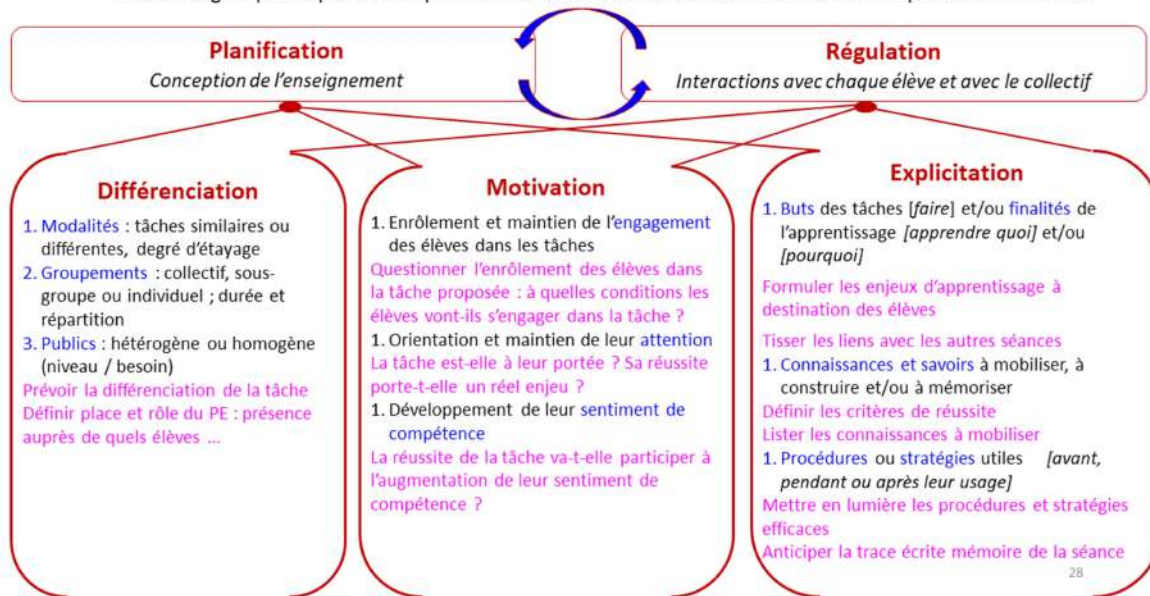 Planification
Conception de l'enseignement
Régulation
Interactions avec chaque élève et avec le collectif
Différenciation
1. Modalités : tâches similaires ou
différentes, degré d'étayage
2. Groupements : collectif, sous-
groupe ou individuel ; durée et
répartition
3. Publics : hétérogène ou homogène
(niveau / besoin)
Prévoir la différenciation de la tâche
Définir place et rôle du PE : présence
auprès de quels élèves ...
Motivation
1. Enrôlement et maintien de l'engagement
des élèves dans les tâches
Questionner l'enrôlement des élèves dans
la tâche proposée : à quelles conditions les
élèves vont-ils s'engager dans la tâche ?
1. Orientation et maintien de leur attention
La tâche est-elle à leur portée ? Sa réussite
porte-t-elle un réel enjeu ?
1. Développement de leur sentiment de
compétence
La réussite de la tâche va-t-elle participer à
l'augmentation de leur sentiment de
compétence ?
Explicitation
1. Buts des tâches [faire] et/ou finalités de
l'apprentissage [apprendre quoi] et/ou
[pourquoi]
Formuler les enjeux d'apprentissage à
destination des élèves
Tisser les liens avec les autres séances
1. Connaissances et savoirs à mobiliser, à
construire et/ou à mémoriser
Définir les critères de réussite
Lister les connaissances à mobiliser
1. Procédures ou stratégies utiles [avant,
pendant ou après leur usage]
Mettre en lumière les procédures et stratégies
efficaces
Anticiper la trace écrite mémoire de la séance
28